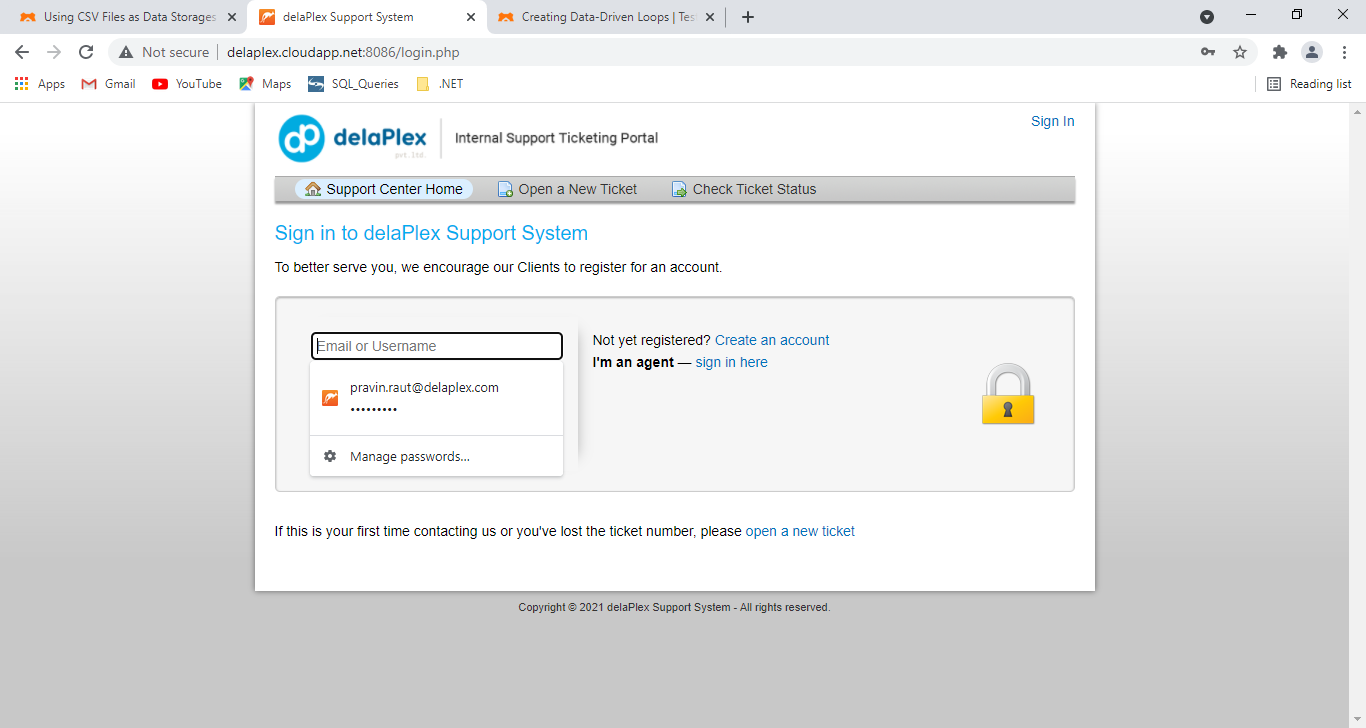 Using CSV Files as Data Storages
delaPlex Support System
Creating Data-Driven Loops | Tes
Not secure
delaplex.cloudapp.net:8086/login.php
Apps
Gmail
YouTube
Maps
SQL_Queries
.NET
Reading list
dp delaPlex
pvt.ltd.
Internal Support Ticketing Portal
Sign In
Support Center Home
Open a New Ticket
Check Ticket Status
Sign in to delaPlex Support System
To better serve you, we encourage our Clients to register for an account.
Email or Username
pravin.raut@delaplex.com
•••••••••
Manage passwords...
Not yet registered? Create an account
I'm an agent — sign in here
If this is your first time contacting us or you've lost the ticket number, please open a new ticket
Copyright © 2021 delaPlex Support System - All rights reserved.